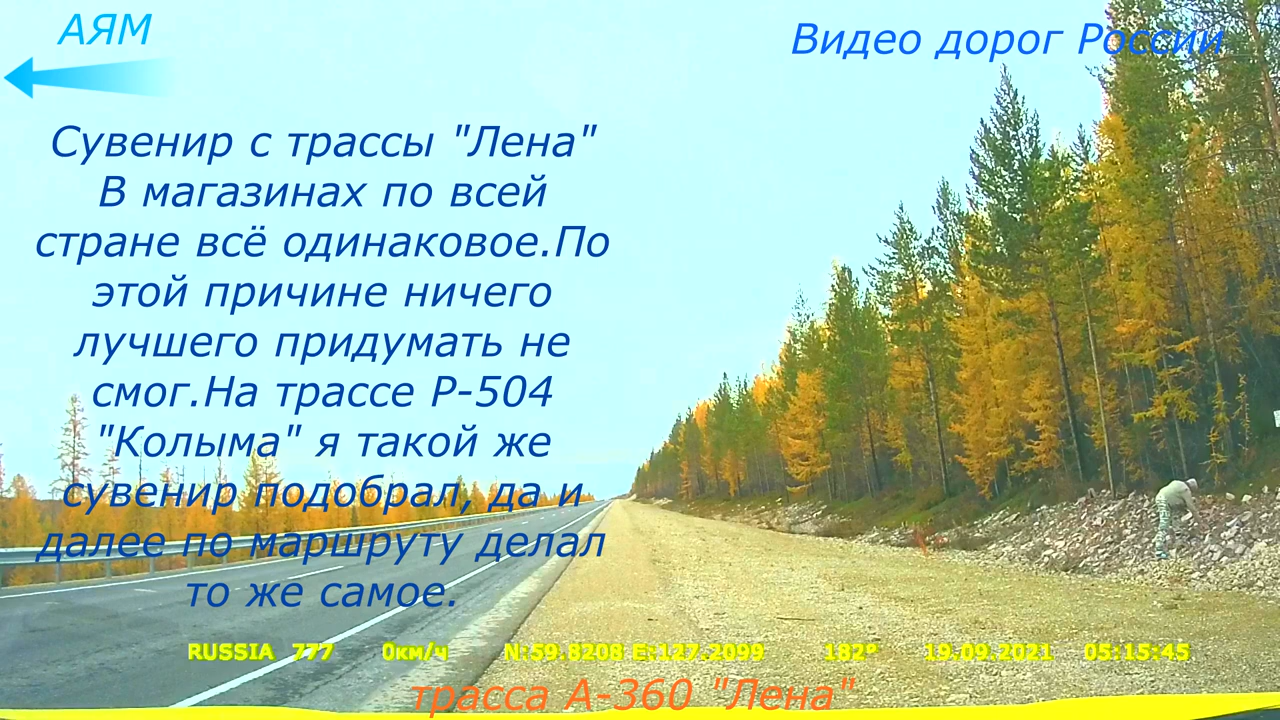 АЯМ
Видео дорог России
Сувенир с трассы "Лена"
В магазинах по всей
стране всё одинаковое.По
этой причине ничего
лучшего придумать не
смог.На трассе Р-504
"Колыма" я такой же
сувенир подобрал, да и
далее по маршруту делал
то же самое.
RUSSIA 777 0км/ч N:59.8208 E:127.2099 182° 19.09.2021 05:15:45
трасса А-360 "Лена"